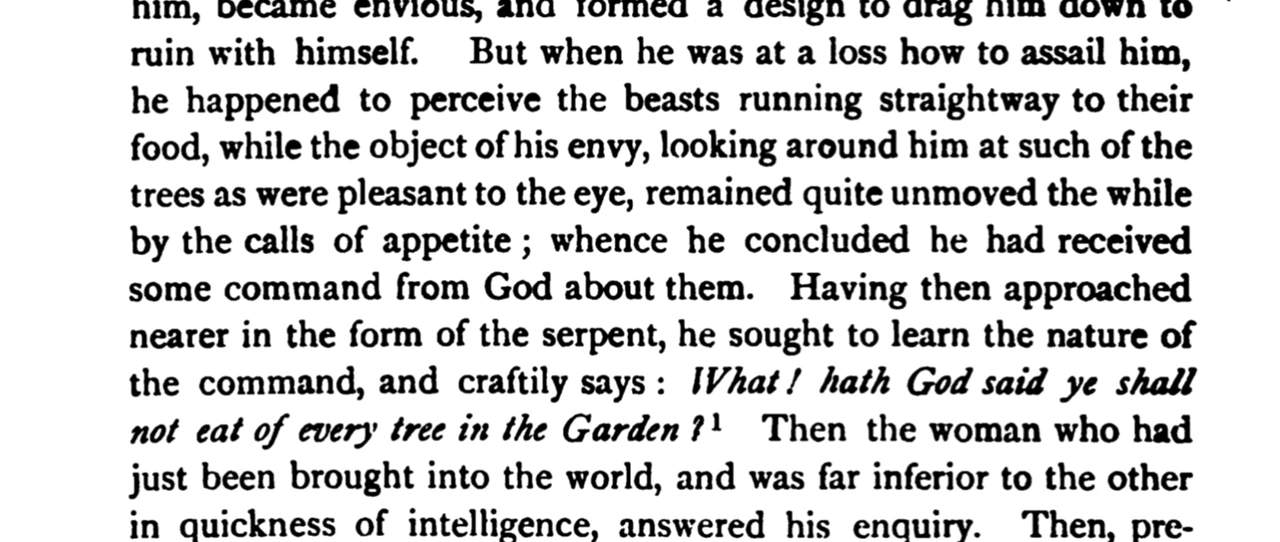 him, became envious, and formed a design to drag him down to
ruin with himself. But when he was at a loss how to assail him,
he happened to perceive the beasts running straightway to their
food, while the object of his envy, looking around him at such of the
trees as were pleasant to the eye, remained quite unmoved the while
by the calls of appetite ; whence he concluded he had received
some command from God about them. Having then approached
nearer in the form of the serpent, he sought to learn the nature of
the command, and craftily says : What ! hath God said ye shall
not eat of every tree in the Garden ?¹ Then the woman who had
just been brought into the world, and was far inferior to the other
in quickness of intelligence, answered his enquiry. Then, pre-